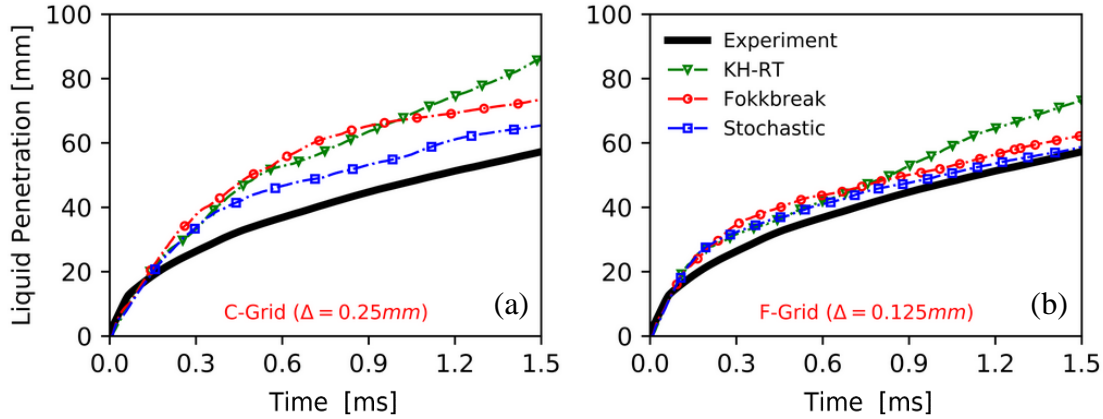 100
80
60
40
20
0
Liquid Penetration [mm]
C-Grid (Δ = 0.25mm)
(a)
0.0 0.3 0.6 0.9 1.2 1.5
Time [ms]
100
80
60
40
20
0
Experiment
KH-RT
Fokkbreak
Stochastic
F-Grid (Δ = 0.125mm)
(b)
0.0 0.3 0.6 0.9 1.2 1.5
Time [ms]